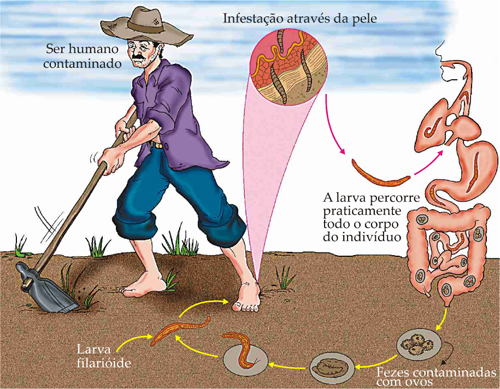 Infestação através da pele
Ser humano
contaminado
A larva percorre
praticamente
todo o corpo
do indivíduo
Larva
filarióide
Fezes contaminadas
com ovos